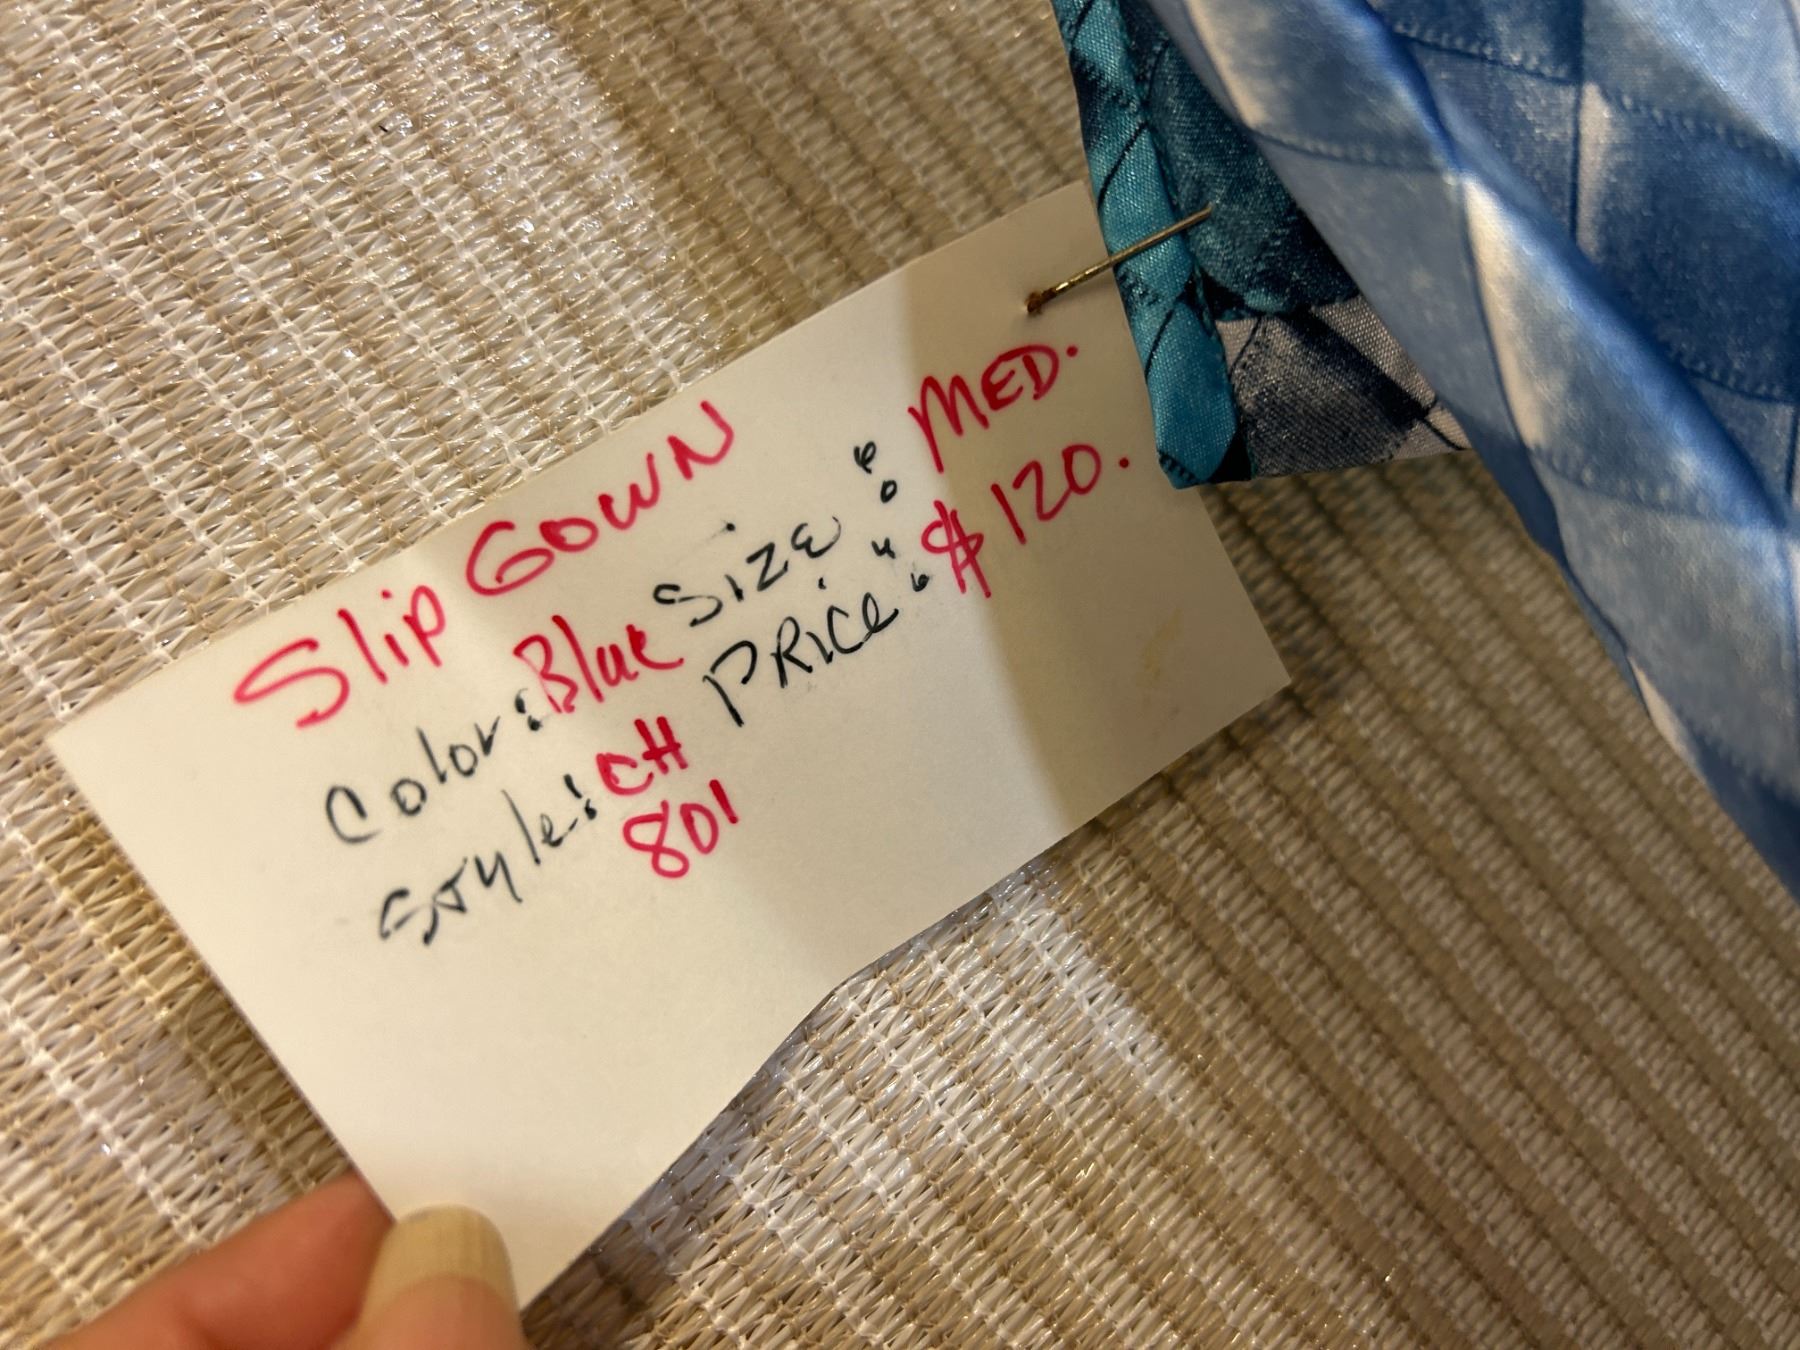 Slip GOWN
Color: Blue Size: MED.
Style: CH PRice: $120.
801